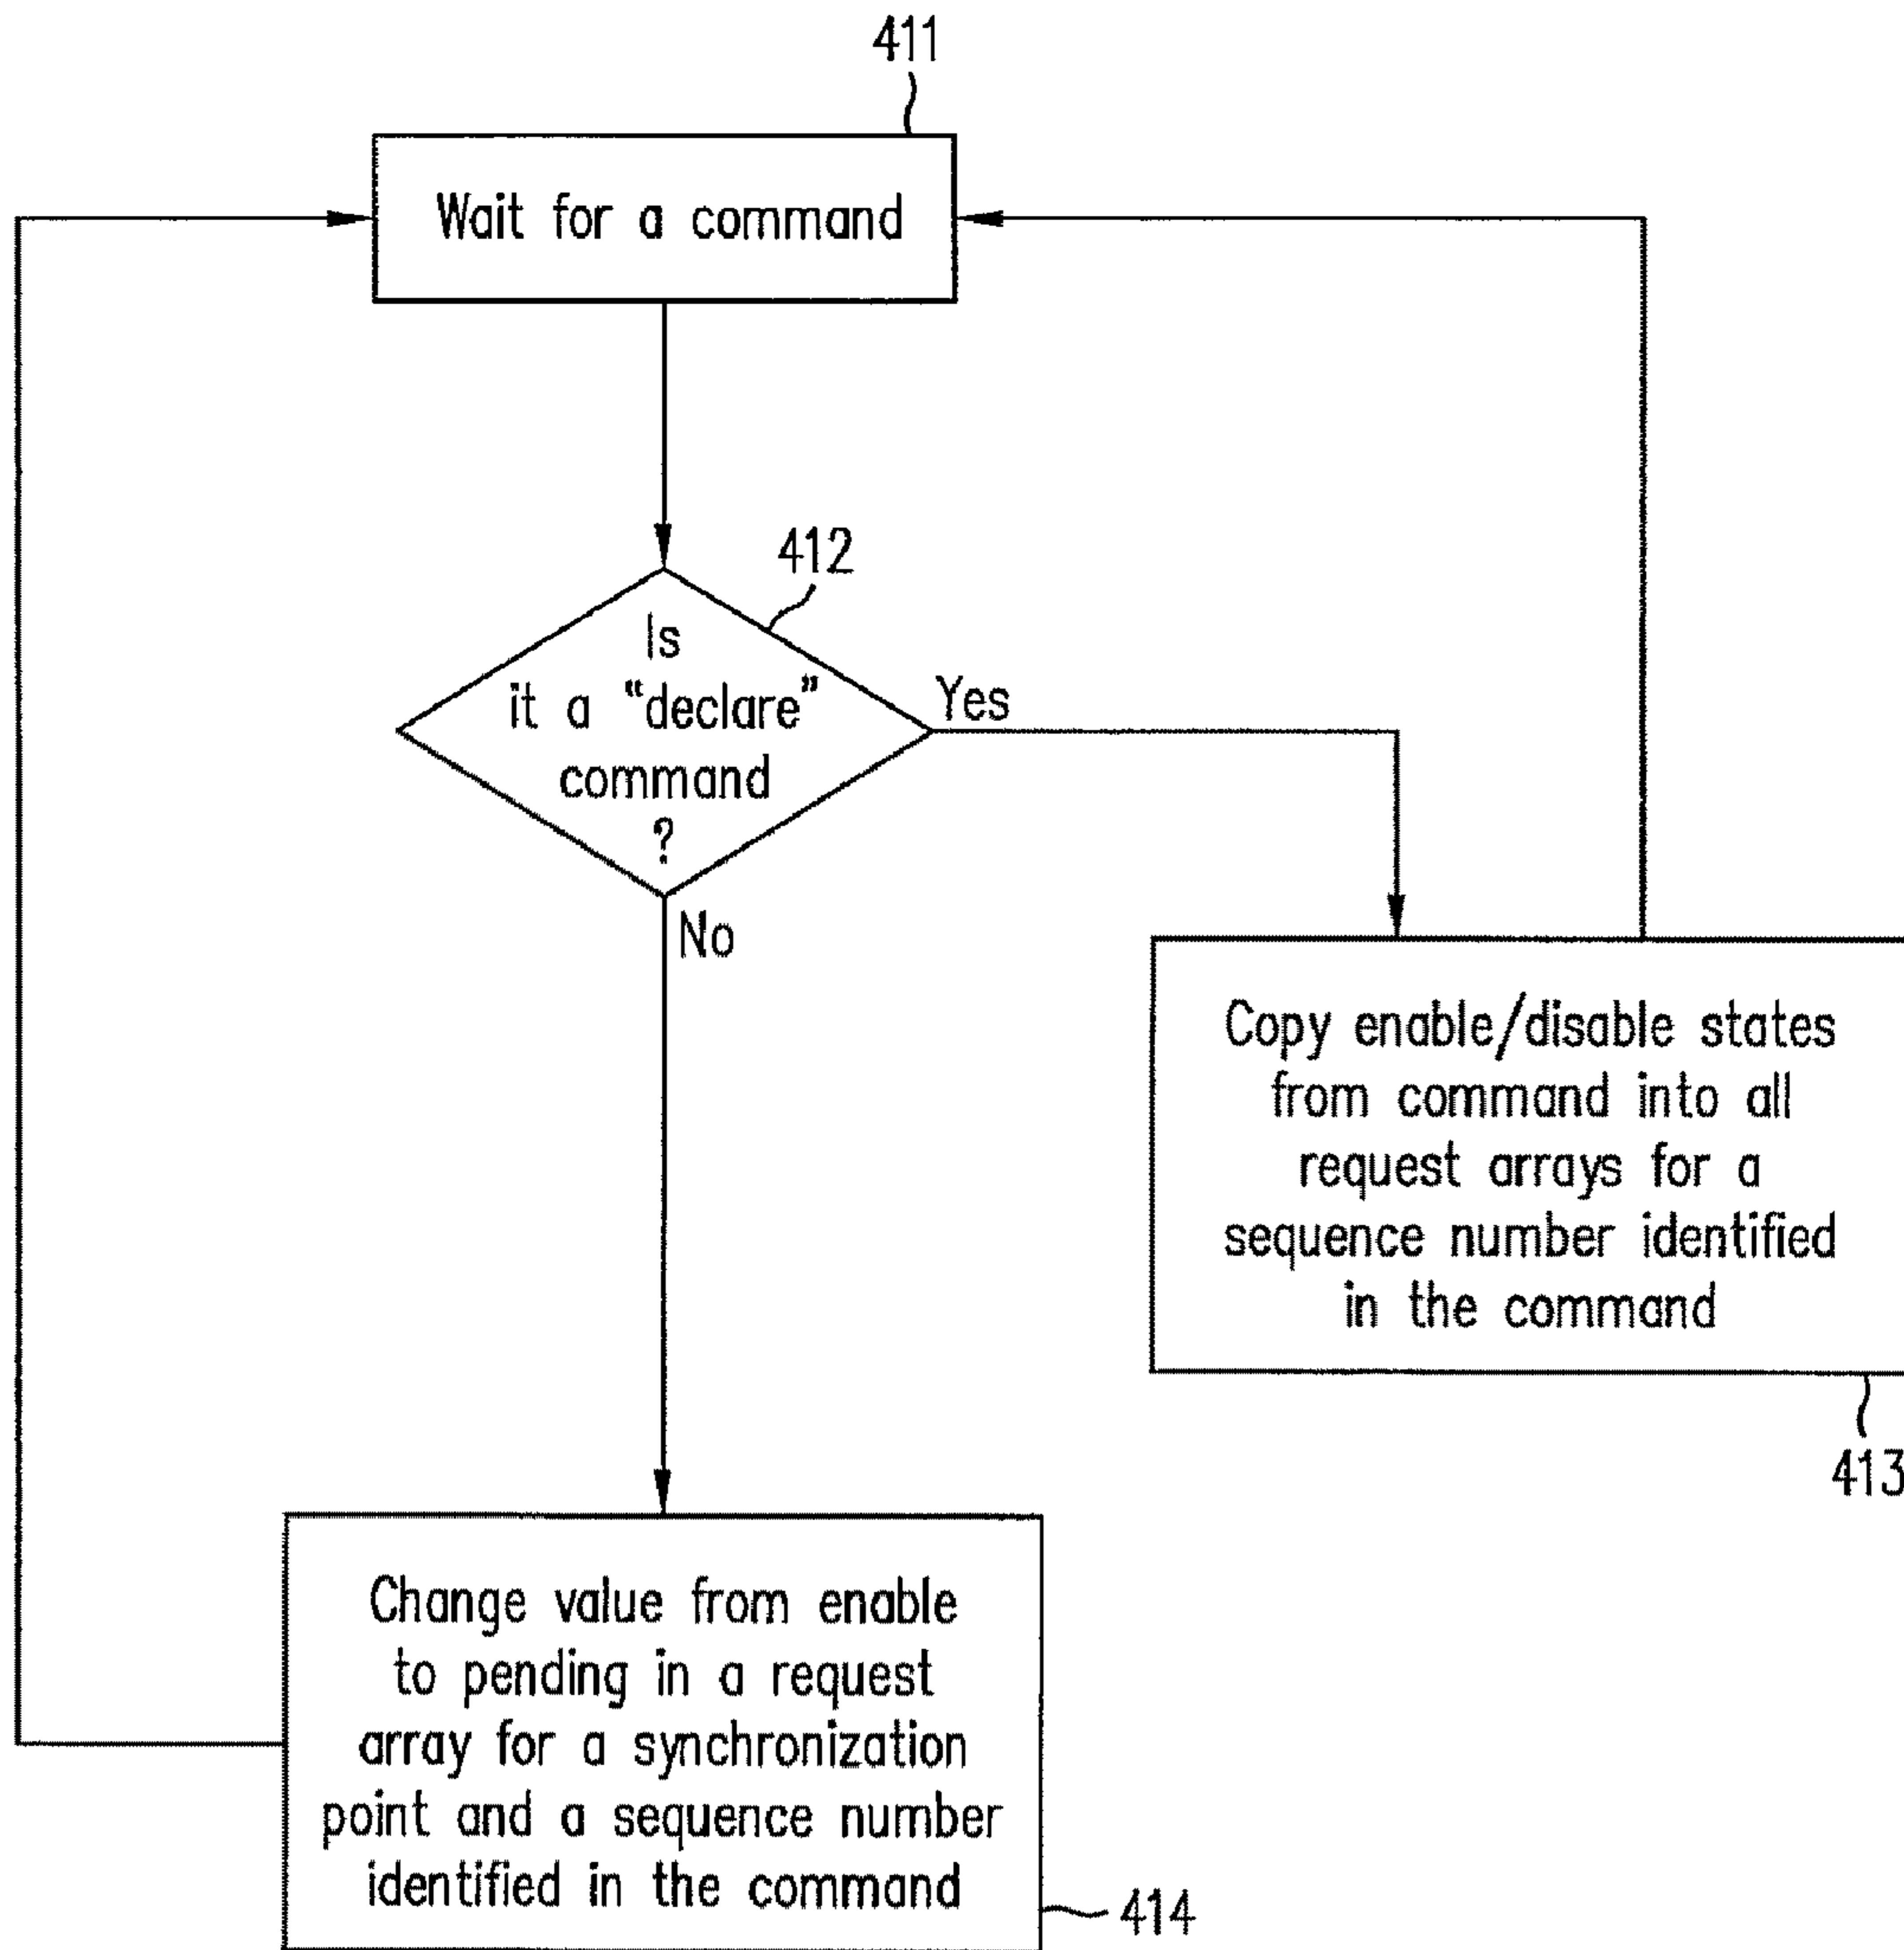 411
Wait for a command
412
Is
it a “declare”
command
?
Yes
No
Copy enable/disable states
from command into all
request arrays for a
sequence number identified
in the command
413
Change value from enable
to pending in a request
array for a synchronization
point and a sequence number
identified in the command
414